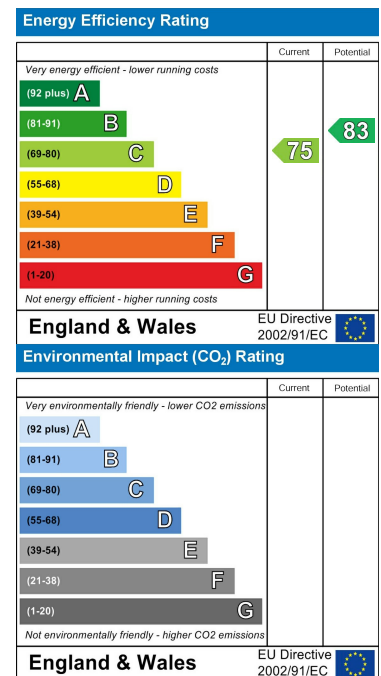 Energy Efficiency Rating
Current Potential
Very energy efficient - lower running costs
(92 plus) A
(81-91) B
(69-80) C
(55-68) D
(39-54) E
(21-38) F
(1-20) G
75
83
Not energy efficient - higher running costs
England & Wales
EU Directive
2002/91/EC
Environmental Impact (CO₂) Rating
Current Potential
Very environmentally friendly - lower CO2 emissions
(92 plus) A
(81-91) B
(69-80) C
(55-68) D
(39-54) E
(21-38) F
(1-20) G
Not environmentally friendly - higher CO2 emissions
England & Wales
EU Directive
2002/91/EC